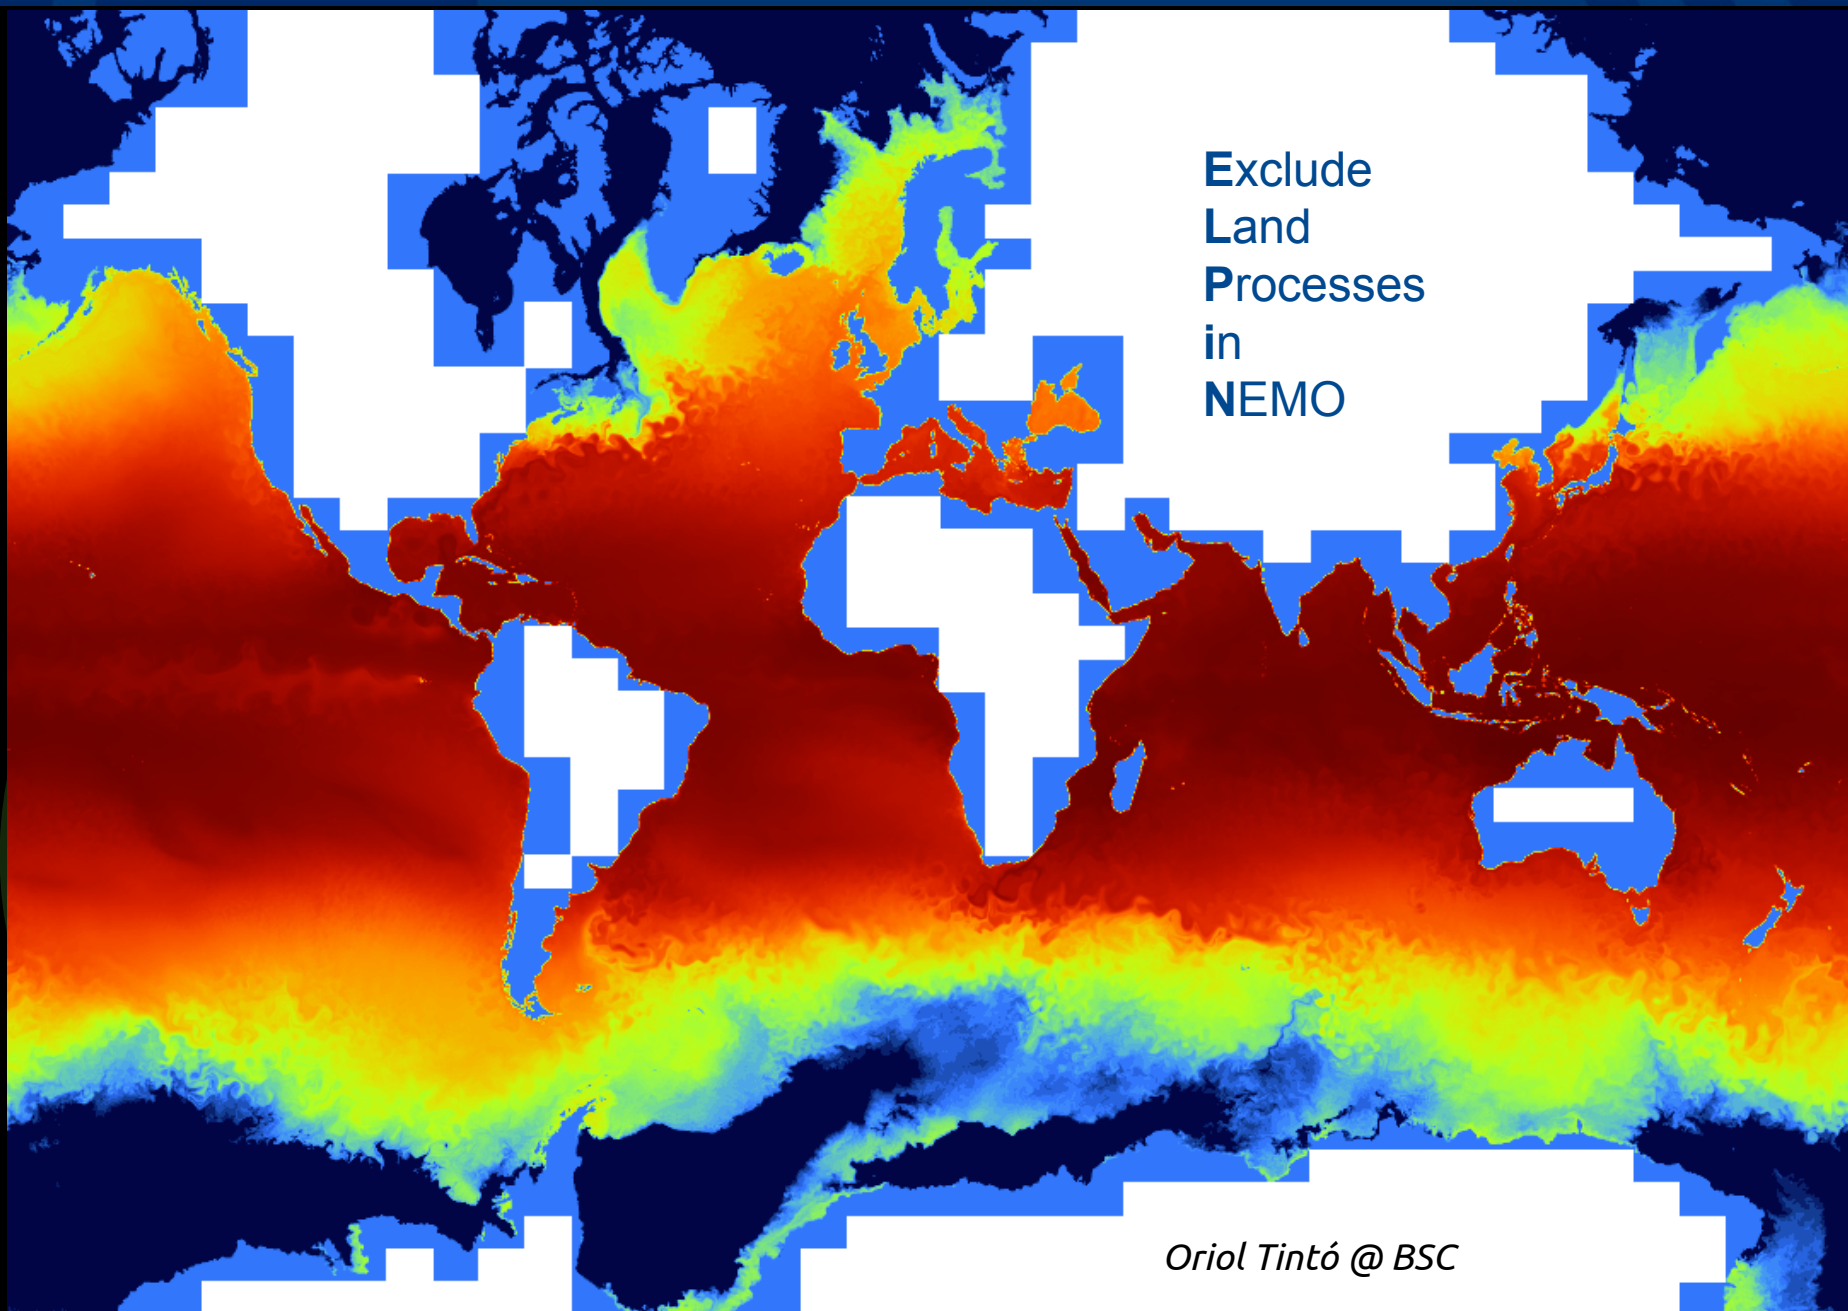 Exclude
Land
Processes
in
NEMO
Oriol Tintó @ BSC